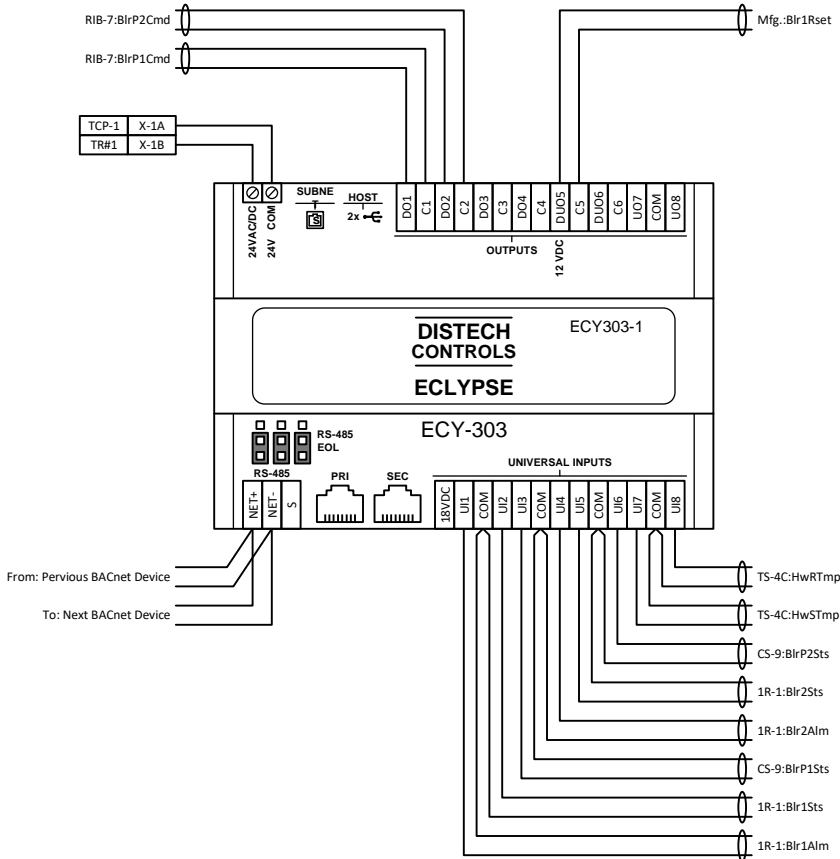 RIB-7:BlrP2Cmd
Mfg.:Blr1Rset
RIB-7:BlrP1Cmd
TCP-1 X-1A
TR#1 X-1B
24VAC/DC
24V COM
SUBNE
T
S
HOST
2x
DO1
C1
DO2
C2
DO3
C3
DO4
C4
DUO5
C5
DUO6
C6
UO7
COM
UO8
OUTPUTS
12 VDC
DISTECH
CONTROLS
ECY303-1
ECLYPSE
ECY-303
RS-485
EOL
RS-485
PRI
SEC
UNIVERSAL INPUTS
NET+
NET-
S
18VDC
UI1
COM
UI2
UI3
COM
UI4
UI5
COM
UI6
UI7
COM
UI8
From: Pervious BACnet Device
To: Next BACnet Device
TS-4C:HwRTmp
TS-4C:HwSTmp
CS-9:BlrP2Sts
1R-1:Blr2Sts
1R-1:Blr2Alm
CS-9:BlrP1Sts
1R-1:Blr1Sts
1R-1:Blr1Alm